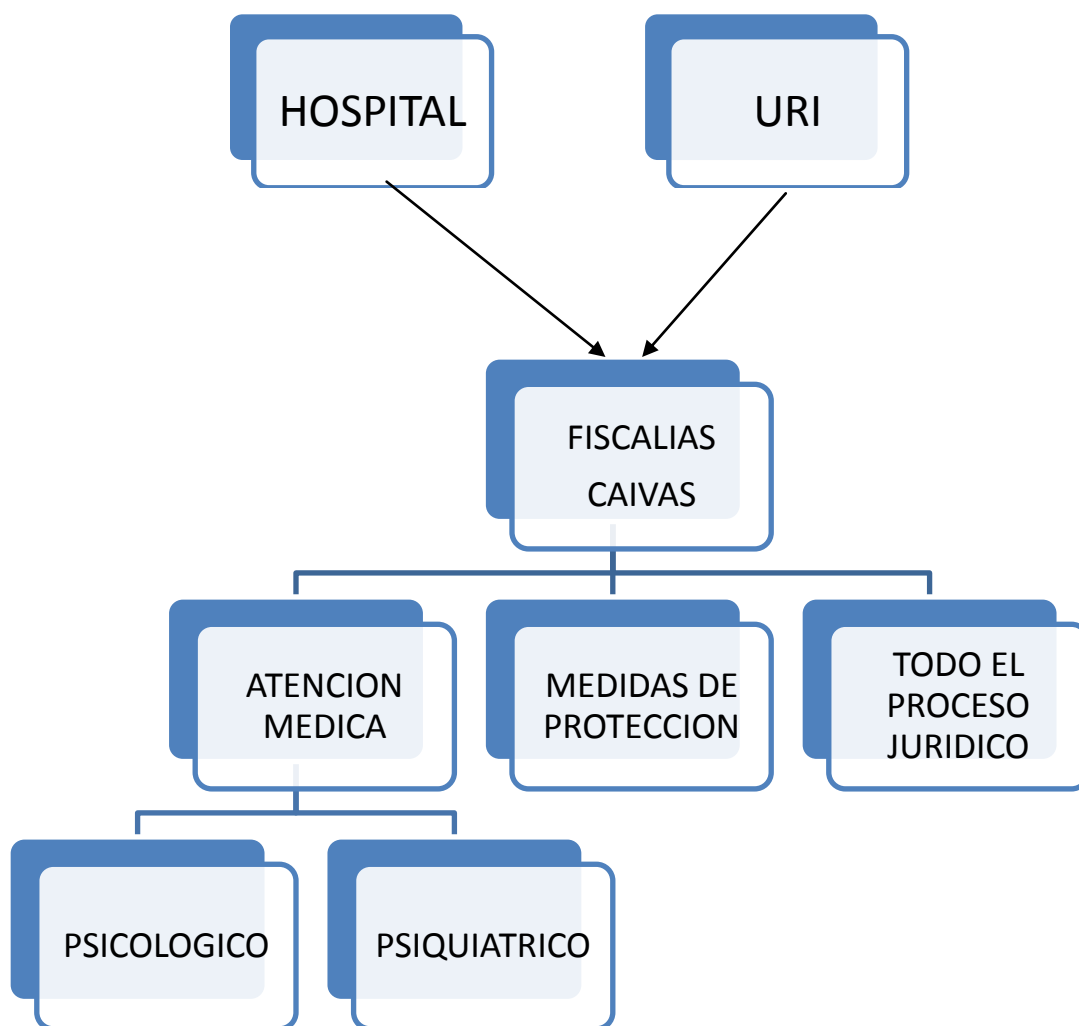 HOSPITAL
URI
FISCALIAS
CAIVAS
ATENCION
MEDICA
MEDIDAS DE
PROTECCION
TODO EL
PROCESO
JURIDICO
PSICOLOGICO
PSIQUIATRICO